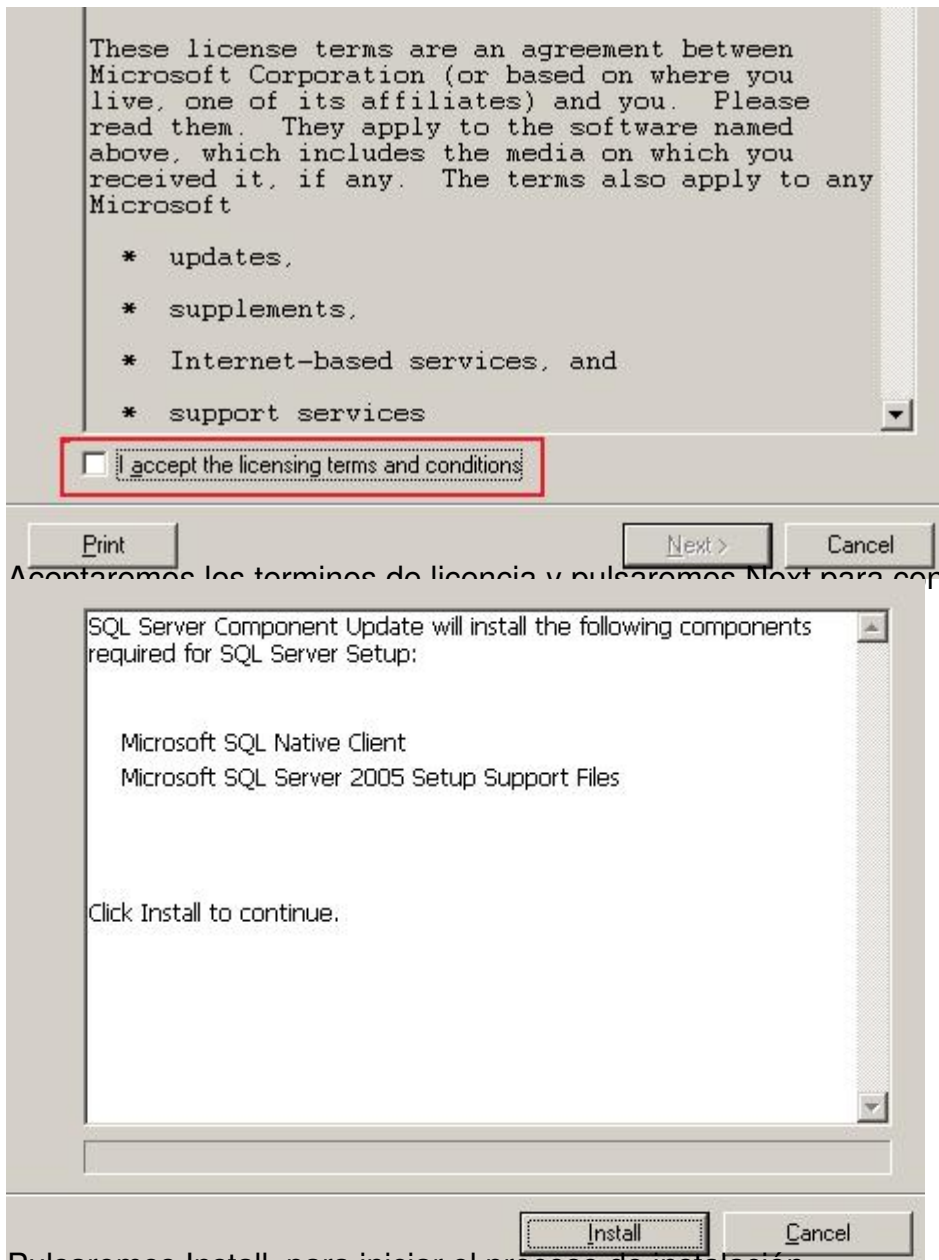 These license terms are an agreement between
Microsoft Corporation (or based on where you
live, one of its affiliates) and you.  Please
read them.  They apply to the software named
above, which includes the media on which you
received it, if any.  The terms also apply to any
Microsoft
* updates,
* supplements,
* Internet-based services, and
* support services
I accept the licensing terms and conditions
Print
Next >
Cancel
Aceptaremos los terminos de licencia y pulsaremos Next para
SQL Server Component Update will install the following components
required for SQL Server Setup:
Microsoft SQL Native Client
Microsoft SQL Server 2005 Setup Support Files
Click Install to continue.
Install
Cancel
Pulsaremos Install, para iniciar el proceso de instalación